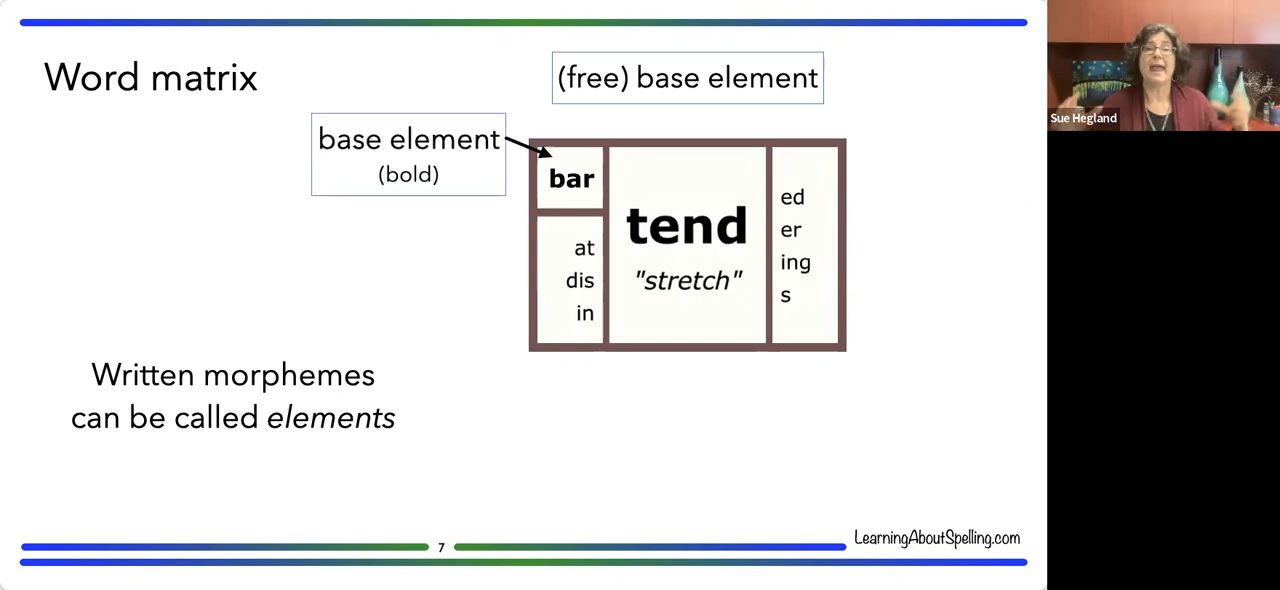 Word matrix
(free) base element
base element
(bold)
bar
at
dis
in
tend
"stretch"
ed
er
ing
s
Written morphemes
can be called elements
7
LearningAboutSpelling.com
Sue Hegland